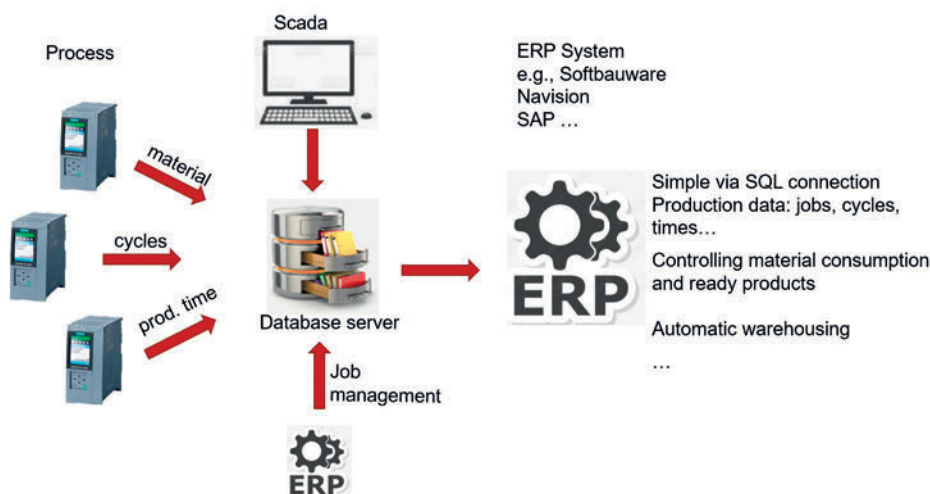 Scada
Process
ERP System
e.g., Softbauware
Navision
SAP ...
material
cycles
prod. time
Database server
Job
management
ERP
ERP
Simple via SQL connection
Production data: jobs, cycles,
times...
Controlling material consumption
and ready products
Automatic warehousing
...